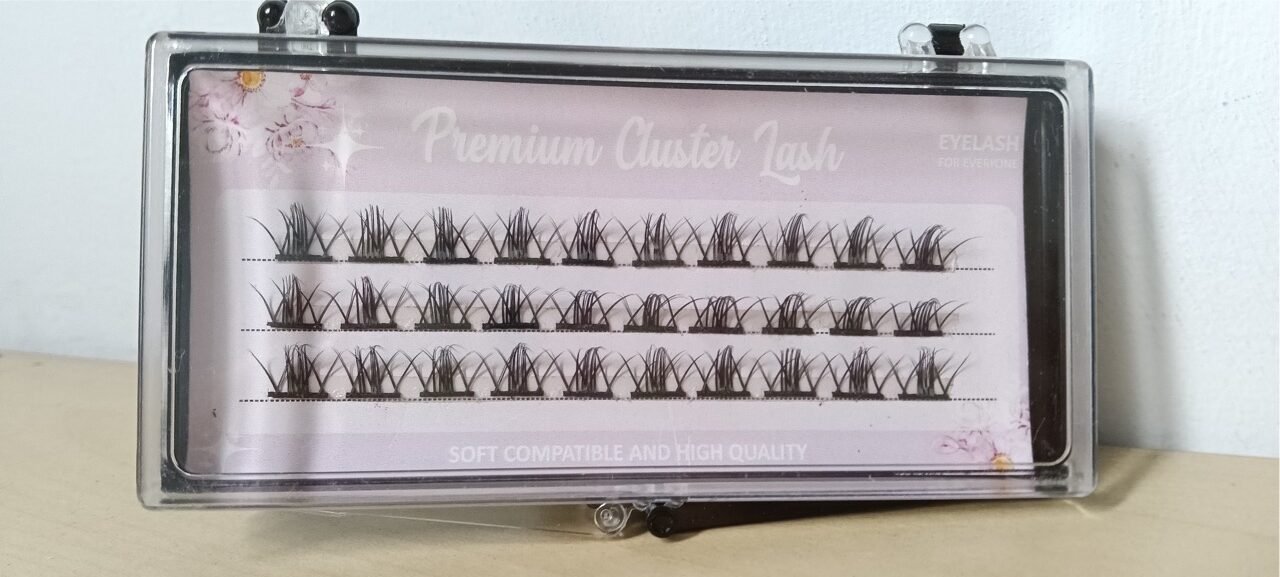 Premium Cluster Lash
EYELASH
FOR EVERYONE
SOFT COMPATIBLE AND HIGH QUALITY